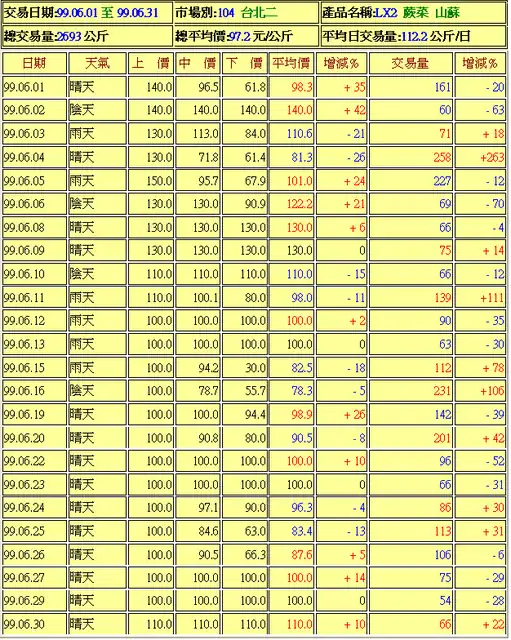 交易日期:99.06.01 至 99.06.31 市場別:104 台北二 產品名稱:LX2 蕨菜 山蘇
總交易量:2693 公斤 總平均價:97.2 元/公斤 平均日交易量:112.2 公斤/日
日期 天氣 上 價 中 價 下 價 平均價 增減% 交易量 增減%
99.06.01 晴天 140.0 96.5 61.8 98.3 + 35 161 - 20
99.06.02 陰天 140.0 140.0 140.0 140.0 + 42 60 - 63
99.06.03 雨天 130.0 113.0 84.0 110.6 - 21 71 + 18
99.06.04 晴天 130.0 71.8 61.4 81.3 - 26 258 +263
99.06.05 雨天 150.0 95.7 67.9 101.0 + 24 227 - 12
99.06.06 陰天 130.0 130.0 90.9 122.2 + 21 69 - 70
99.06.08 晴天 130.0 130.0 130.0 130.0 + 6 66 - 4
99.06.09 晴天 130.0 130.0 130.0 130.0 0 75 + 14
99.06.10 陰天 110.0 110.0 110.0 110.0 - 15 66 - 12
99.06.11 雨天 110.0 100.1 80.0 98.0 - 11 139 +111
99.06.12 雨天 100.0 100.0 100.0 100.0 + 2 90 - 35
99.06.13 雨天 100.0 100.0 100.0 100.0 0 63 - 30
99.06.15 雨天 100.0 94.2 30.0 82.5 - 18 112 + 78
99.06.16 陰天 100.0 78.7 55.7 78.3 - 5 231 +106
99.06.19 晴天 100.0 100.0 94.4 98.9 + 26 142 - 39
99.06.20 晴天 100.0 90.8 80.0 90.5 - 8 201 + 42
99.06.22 晴天 100.0 100.0 100.0 100.0 + 10 96 - 52
99.06.23 晴天 100.0 100.0 100.0 100.0 0 66 - 31
99.06.24 晴天 100.0 97.1 90.0 96.3 - 4 86 + 30
99.06.25 晴天 100.0 84.6 63.0 83.4 - 13 113 + 31
99.06.26 晴天 100.0 90.5 66.3 87.6 + 5 106 - 6
99.06.27 晴天 100.0 100.0 100.0 100.0 + 14 75 - 29
99.06.29 晴天 100.0 100.0 100.0 100.0 0 54 - 28
99.06.30 晴天 110.0 110.0 110.0 110.0 + 10 66 + 22